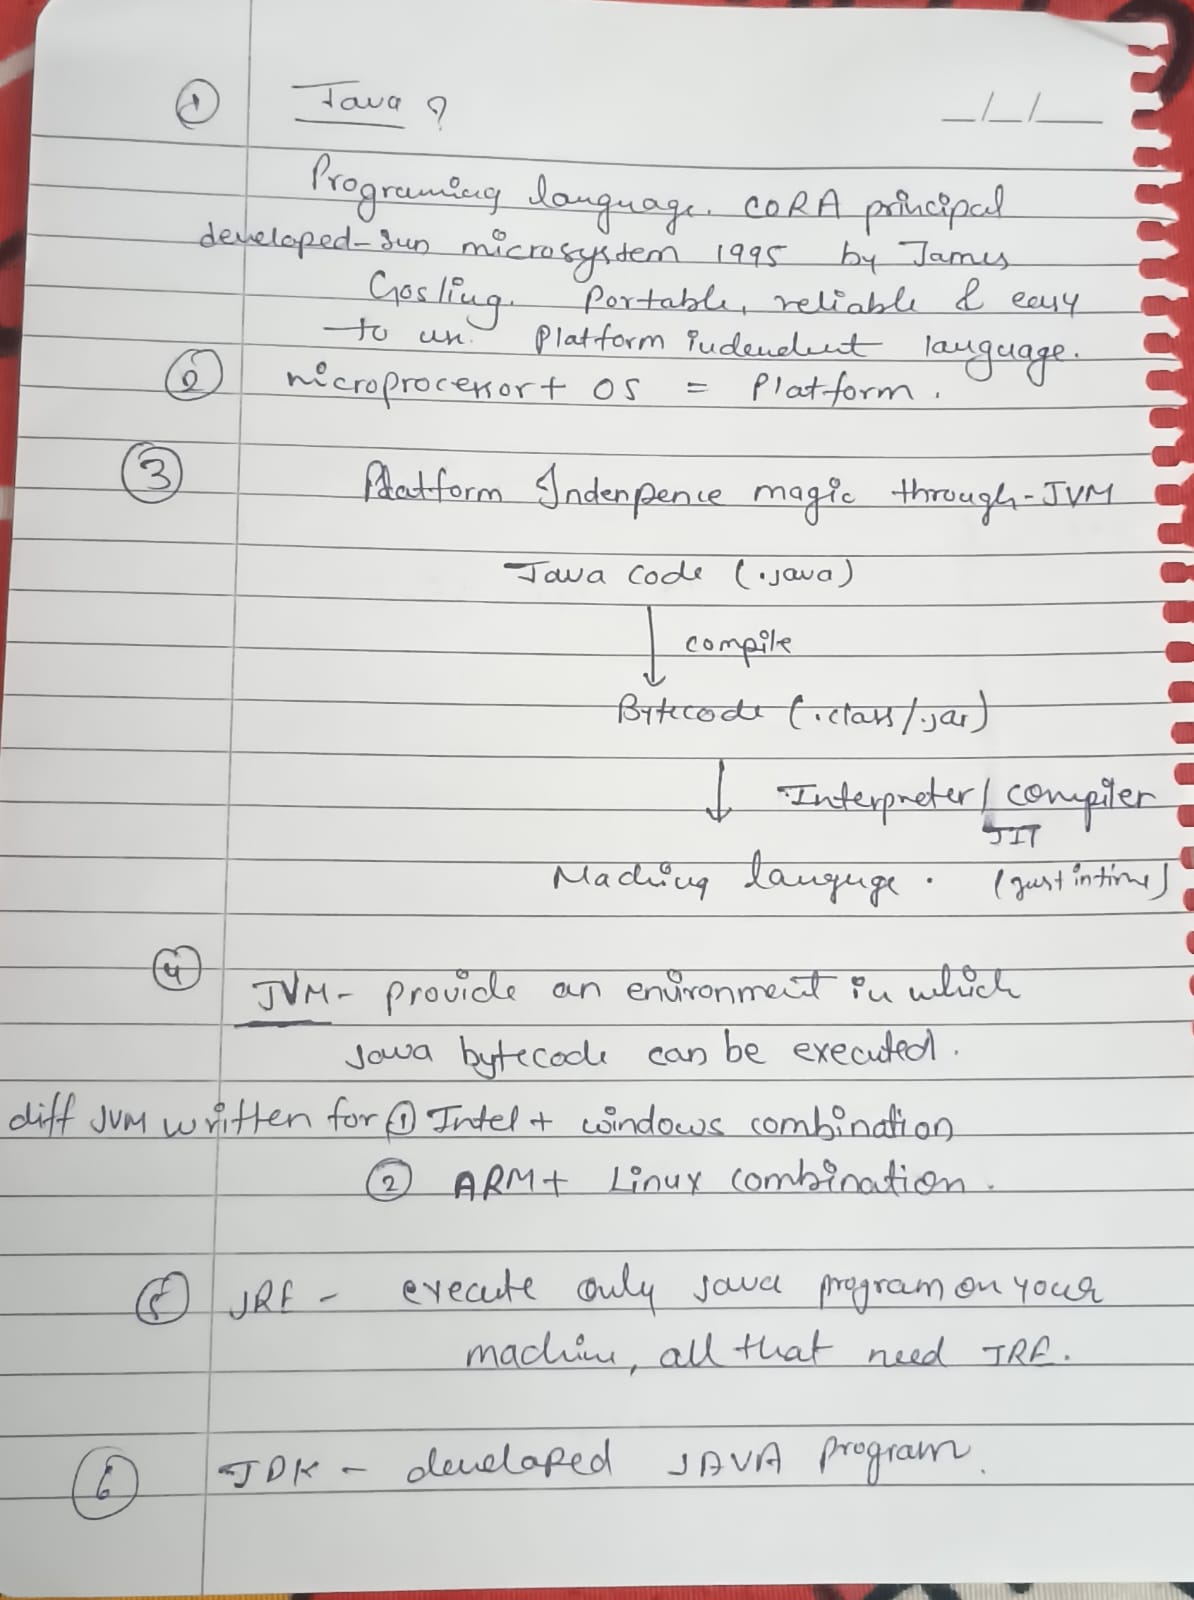 ① Java ?
_/_/__
Programing language. CORA principal
developed-Sun microsystem 1995 by James
Gosling. Portable, reliable & easy
to use. Platform indendent language.
② microprocessor + OS = Platform.
③ Platform Indenpence magic through-JVM
Java code (.java)
↓ compile
Bytecode (.class/.jar)
↓ Interpreter/ compiler
JIT
Maching languge. (just in time)
④ JVM- provide an environment in which
java bytecode can be executed.
diff JVM written for ① Intel + windows combination
② ARM + Linux combination.
⑤ JRE - execute only java program on your
machine, all that need JRE.
⑥ JDK - developed JAVA program.